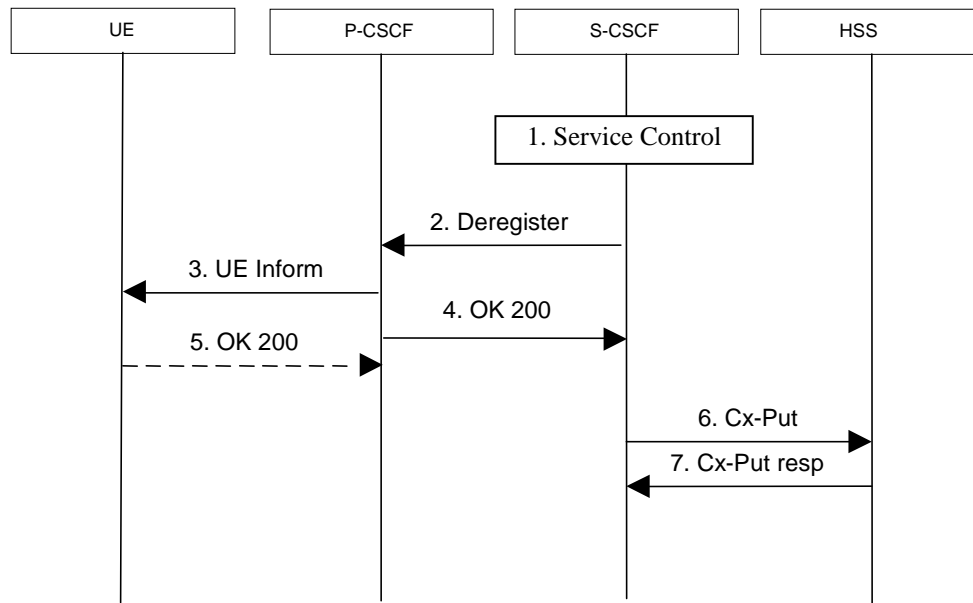 UE
P-CSCF
S-CSCF
HSS
1. Service Control
2. Deregister
3. UE Inform
4. OK 200
5. OK 200
6. Cx-Put
7. Cx-Put resp